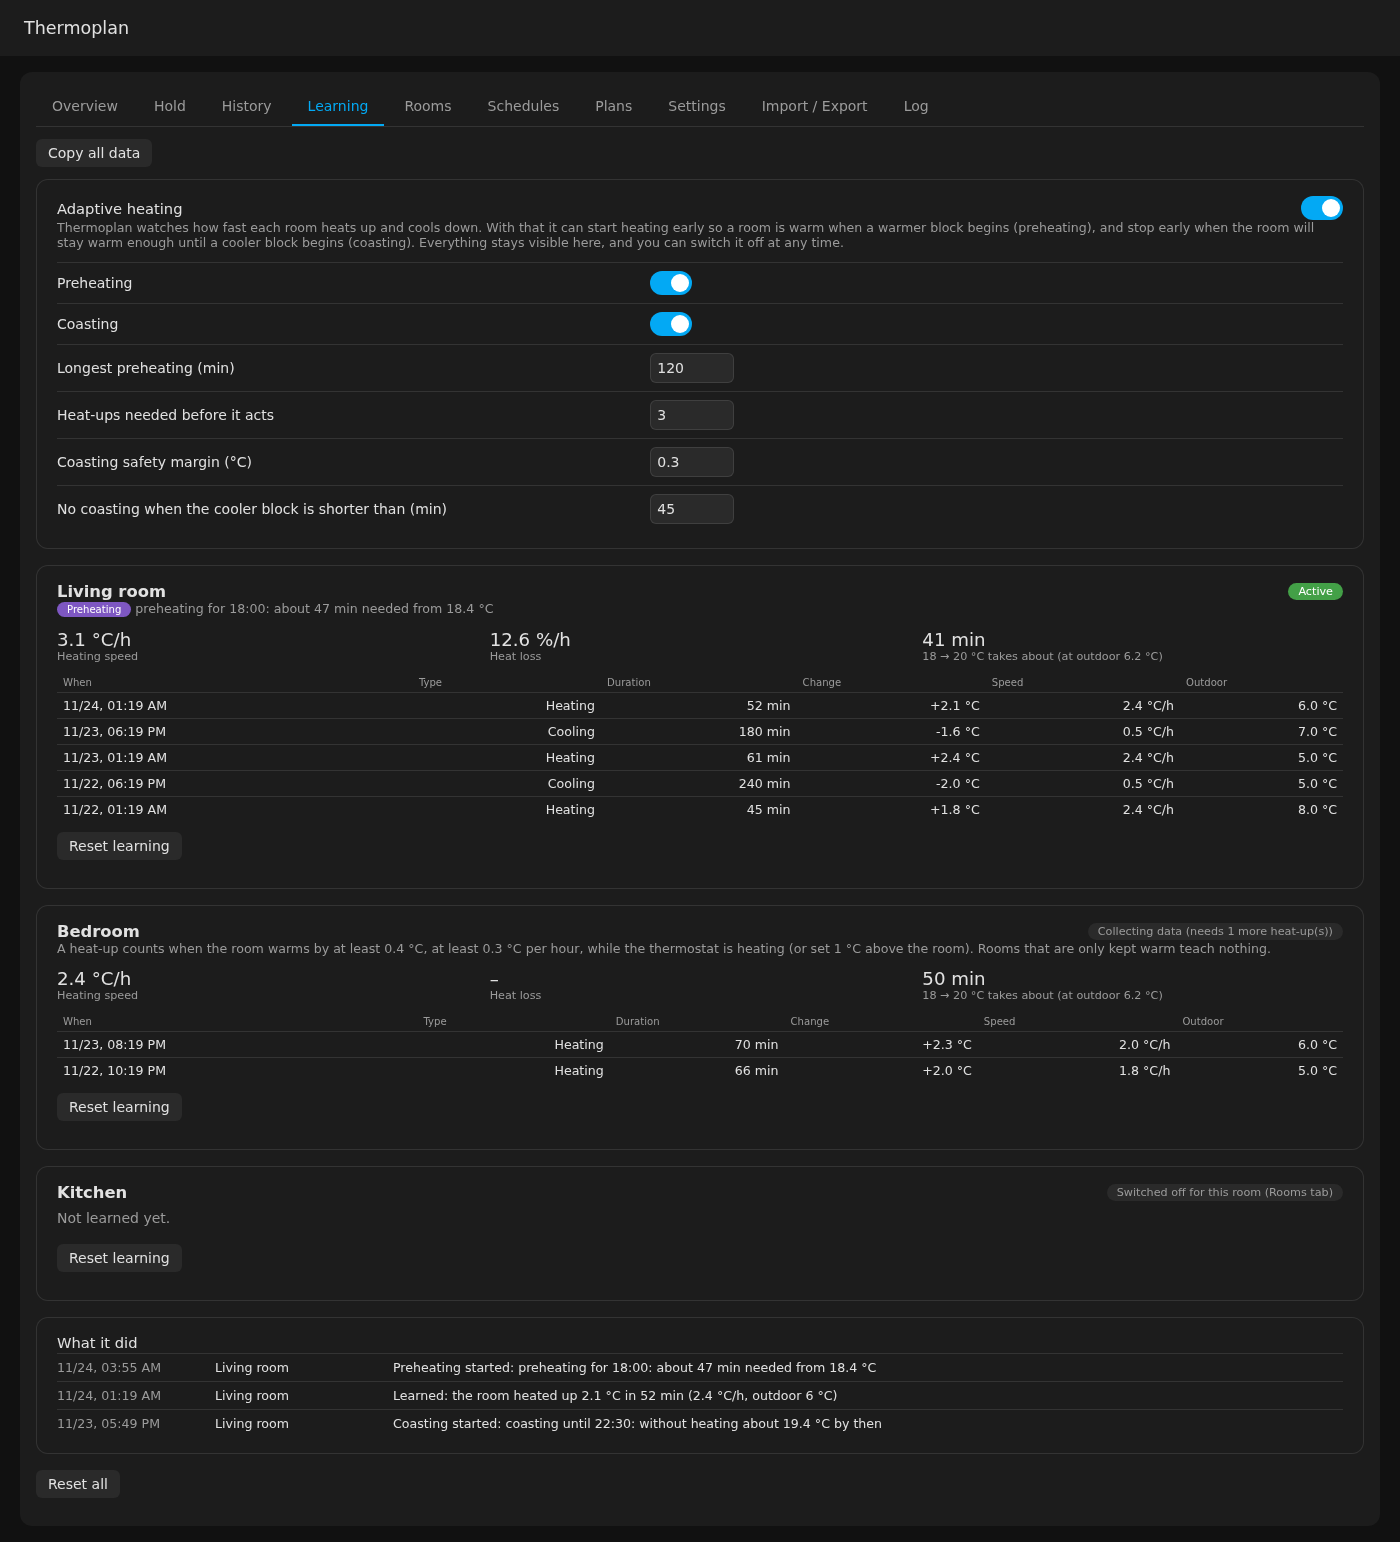 Thermoplan
Overview Hold History Learning Rooms Schedules Plans Settings Import / Export Log
Copy all data
Adaptive heating
Thermoplan watches how fast each room heats up and cools down. With that it can start heating early so a room is warm when a warmer block begins (preheating), and stop early when the room will
stay warm enough until a cooler block begins (coasting). Everything stays visible here, and you can switch it off at any time.
Preheating
Coasting
Longest preheating (min) 120
Heat-ups needed before it acts 3
Coasting safety margin (°C) 0.3
No coasting when the cooler block is shorter than (min) 45
Living room Active
Preheating preheating for 18:00: about 47 min needed from 18.4 °C
3.1 °C/h 12.6 %/h 41 min
Heating speed Heat loss 18 → 20 °C takes about (at outdoor 6.2 °C)
When Type Duration Change Speed Outdoor
11/24, 01:19 AM Heating 52 min +2.1 °C 2.4 °C/h 6.0 °C
11/23, 06:19 PM Cooling 180 min -1.6 °C 0.5 °C/h 7.0 °C
11/23, 01:19 AM Heating 61 min +2.4 °C 2.4 °C/h 5.0 °C
11/22, 06:19 PM Cooling 240 min -2.0 °C 0.5 °C/h 5.0 °C
11/22, 01:19 AM Heating 45 min +1.8 °C 2.4 °C/h 8.0 °C
Reset learning
Bedroom Collecting data (needs 1 more heat-up(s))
A heat-up counts when the room warms by at least 0.4 °C, at least 0.3 °C per hour, while the thermostat is heating (or set 1 °C above the room). Rooms that are only kept warm teach nothing.
2.4 °C/h – 50 min
Heating speed Heat loss 18 → 20 °C takes about (at outdoor 6.2 °C)
When Type Duration Change Speed Outdoor
11/23, 08:19 PM Heating 70 min +2.3 °C 2.0 °C/h 6.0 °C
11/22, 10:19 PM Heating 66 min +2.0 °C 1.8 °C/h 5.0 °C
Reset learning
Kitchen Switched off for this room (Rooms tab)
Not learned yet.
Reset learning
What it did
11/24, 03:55 AM Living room Preheating started: preheating for 18:00: about 47 min needed from 18.4 °C
11/24, 01:19 AM Living room Learned: the room heated up 2.1 °C in 52 min (2.4 °C/h, outdoor 6 °C)
11/23, 05:49 PM Living room Coasting started: coasting until 22:30: without heating about 19.4 °C by then
Reset all